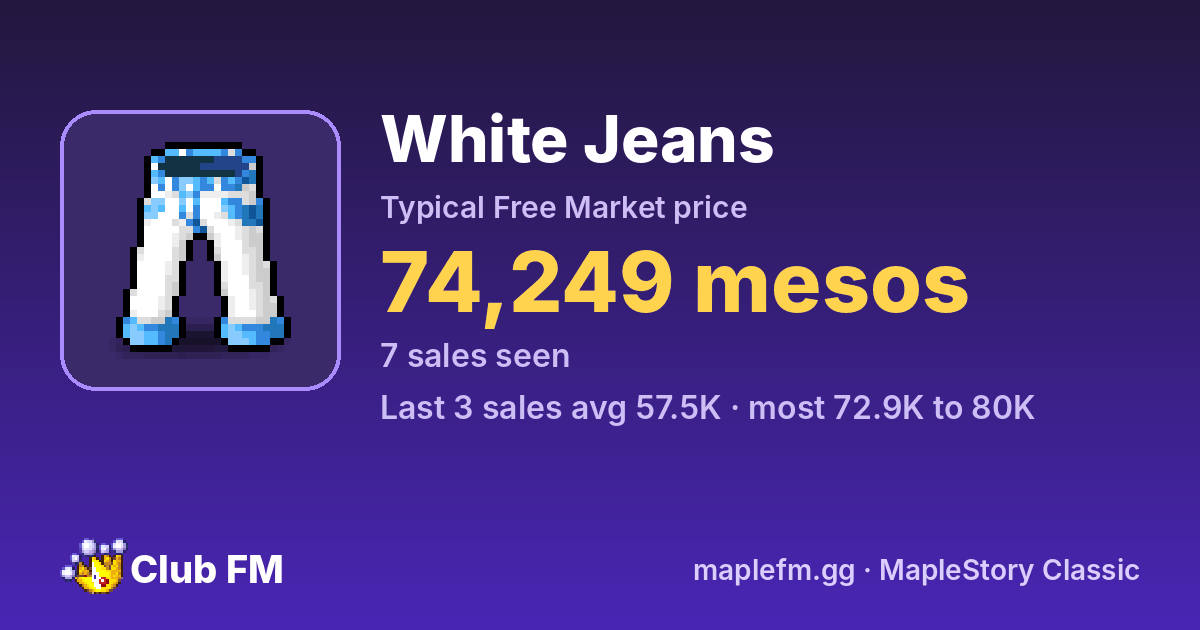 White Jeans
Typical Free Market price
74,249 mesos
7 sales seen
Last 3 sales avg 57.5K · most 72.9K to 80K
Club FM
maplefm.gg · MapleStory Classic